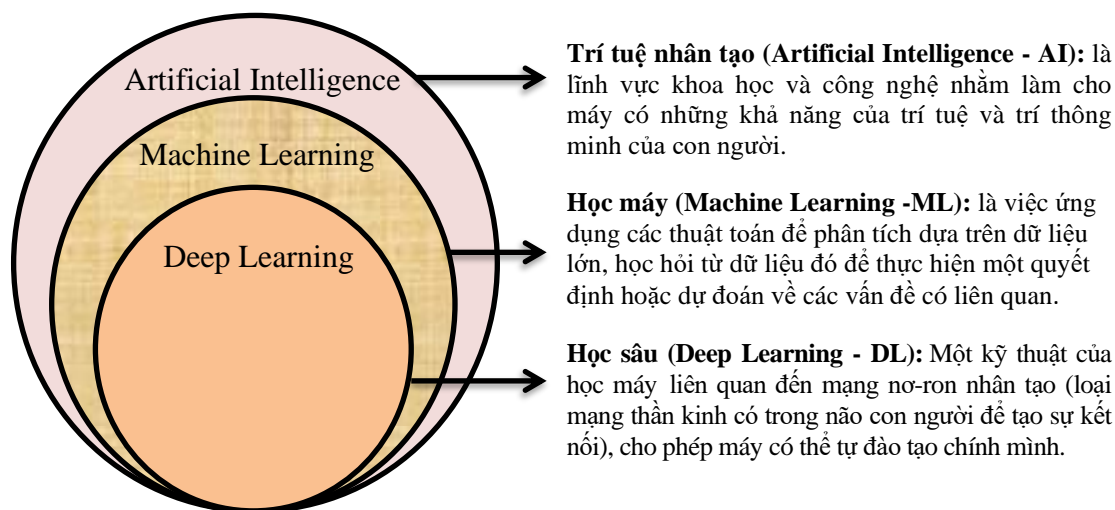 Artificial Intelligence
Machine Learning
Deep Learning
Trí tuệ nhân tạo (Artificial Intelligence - AI): là
lĩnh vực khoa học và công nghệ nhằm làm cho
máy có những khả năng của trí tuệ và trí thông
minh của con người.
Học máy (Machine Learning -ML): là việc ứng
dụng các thuật toán để phân tích dựa trên dữ liệu
lớn, học hỏi từ dữ liệu đó để thực hiện một quyết
định hoặc dự đoán về các vấn đề có liên quan.
Học sâu (Deep Learning - DL): Một kỹ thuật của
học máy liên quan đến mạng nơ-ron nhân tạo (loại
mạng thần kinh có trong não con người để tạo sự kết
nối), cho phép máy có thể tự đào tạo chính mình.